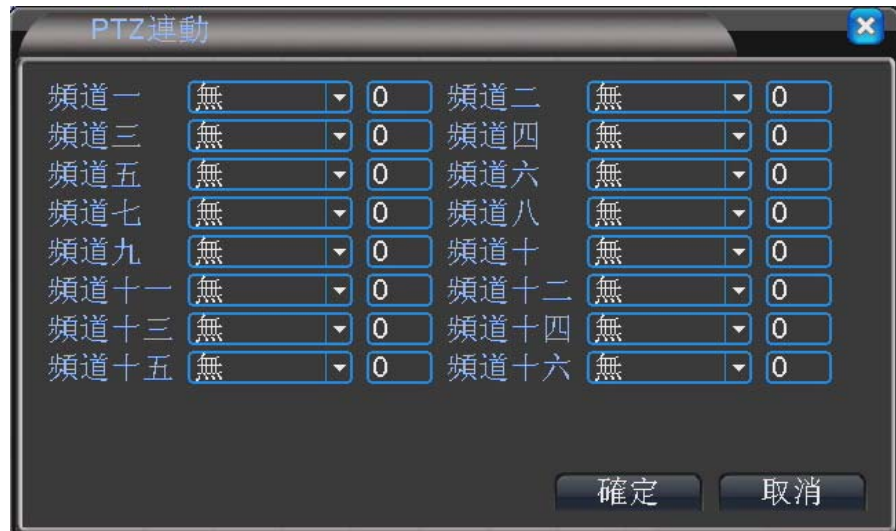 PTZ連動
頻道一 無 0 頻道二 無 0
頻道三 無 0 頻道四 無 0
頻道五 無 0 頻道六 無 0
頻道七 無 0 頻道八 無 0
頻道九 無 0 頻道十 無 0
頻道十一 無 0 頻道十二 無 0
頻道十三 無 0 頻道十四 無 0
頻道十五 無 0 頻道十六 無 0
確定 取消